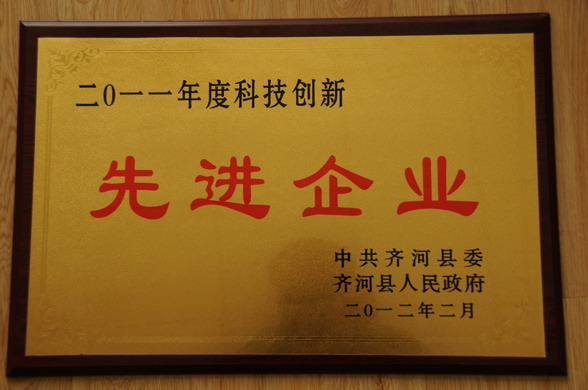 二0一一年度科技创新
先进企业
中共齐河县委
齐河县人民政府
二0一二年二月